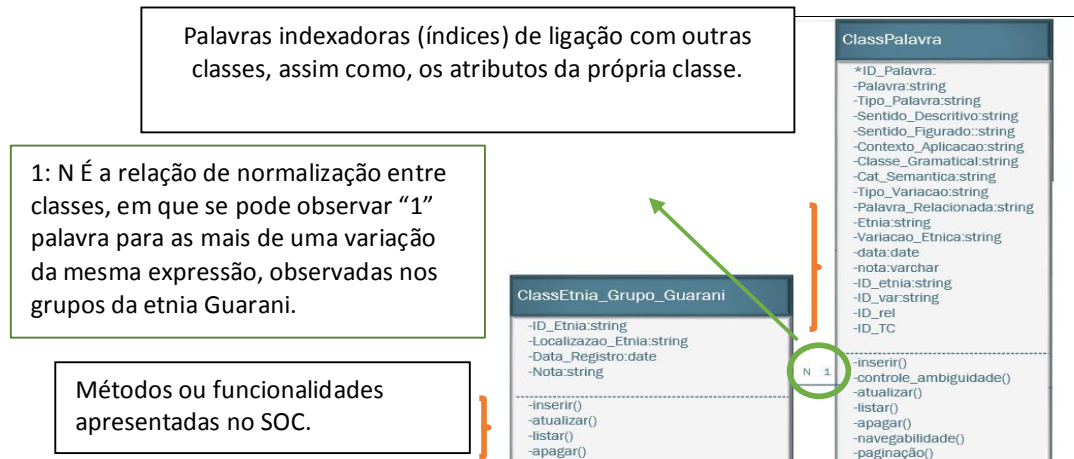 Palavras indexadoras (índices) de ligação com outras
classes, assim como, os atributos da própria classe.
1: N É a relação de normalização entre
classes, em que se pode observar “1”
palavra para as mais de uma variação
da mesma expressão, observadas nos
grupos da etnia Guarani.
Métodos ou funcionalidades
apresentadas no SOC.
ClassEtnia_Grupo_Guarani
-ID_Etnia:string
-Localizazao_Etnia:string
-Data_Registro:date
-Nota:string
-inserir()
-atualizar()
-listar()
-apagar()
N 1
ClassPalavra
*ID_Palavra:
-Palavra:string
-Tipo_Palavra:string
-Sentido_Descritivo:string
-Sentido_Figurado::string
-Contexto_Aplicacao:string
-Classe_Gramatical:string
-Cat_Semantica:string
-Tipo_Variacao:string
-Palavra_Relacionada:string
-Etnia:string
-Variacao_Etnica:string
-data:date
-nota:varchar
-ID_etnia:string
-ID_var:string
-ID_rel
-ID_TC
-inserir()
-controle_ambiguidade()
-atualizar()
-listar()
-apagar()
-navegabilidade()
-paginação()